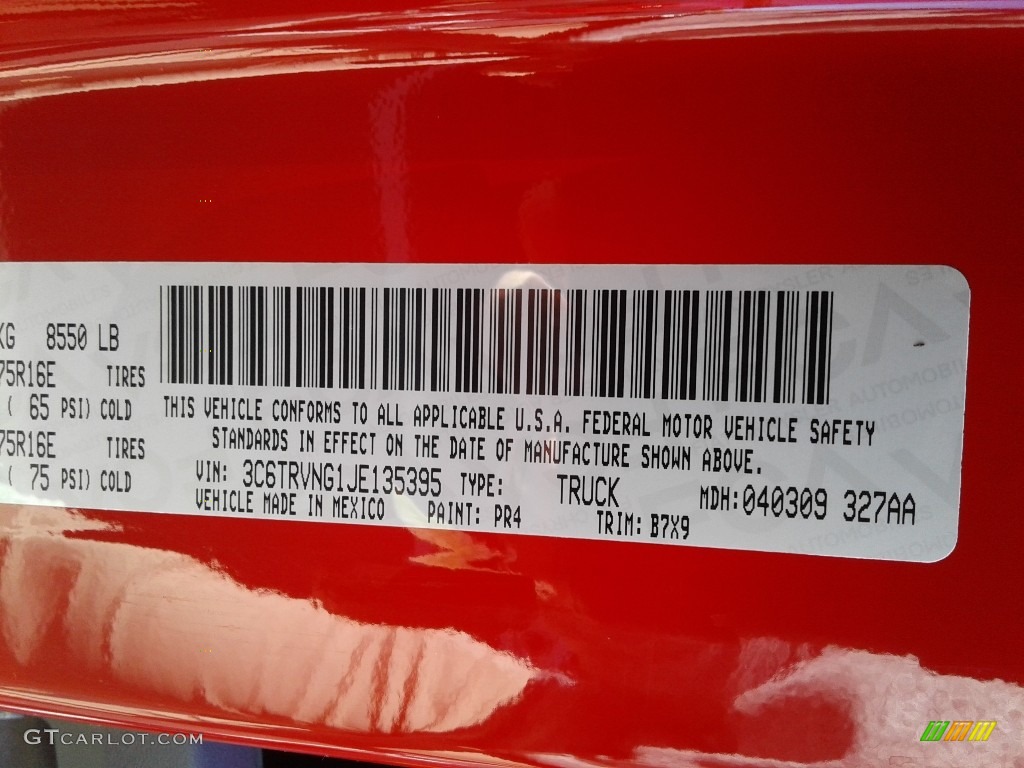 KG 8550 LB
75R16E TIRES
( 65 PSI) COLD
75R16E TIRES
( 75 PSI) COLD
THIS VEHICLE CONFORMS TO ALL APPLICABLE U.S.A. FEDERAL MOTOR VEHICLE SAFETY
STANDARDS IN EFFECT ON THE DATE OF MANUFACTURE SHOWN ABOVE.
VIN: 3C6TRVNG1JE135395 TYPE: TRUCK MDH: 040309 327AA
VEHICLE MADE IN MEXICO PAINT: PR4 TRIM: B7X9
GTCARLOT.COM